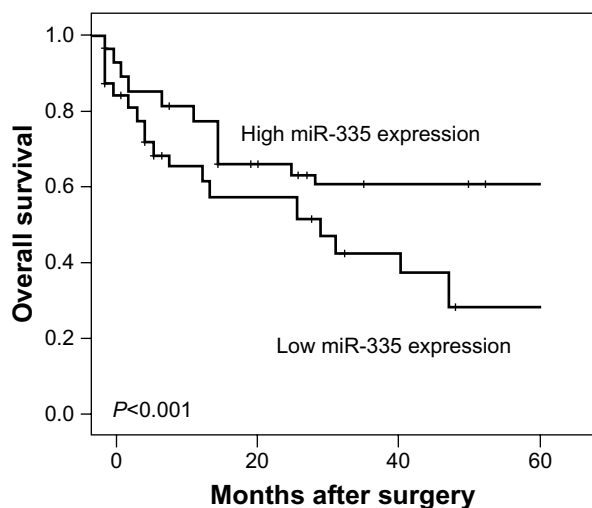 1.0
0.8
High miR-335 expression
0.6
Overall survival
0.4
Low miR-335 expression
0.2
0.0
P<0.001
0 20 40 60
Months after surgery